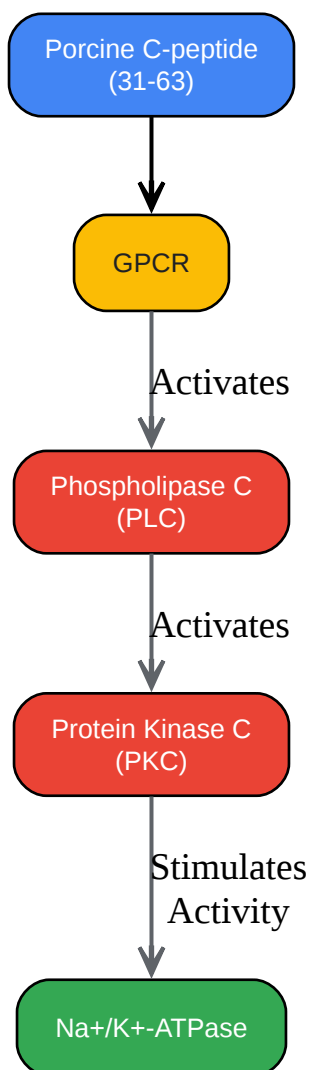 Porcine C-peptide
(31-63)
GPCR
Activates
Phospholipase C
(PLC)
Activates
Protein Kinase C
(PKC)
Stimulates
Activity
Na+/K+-ATPase